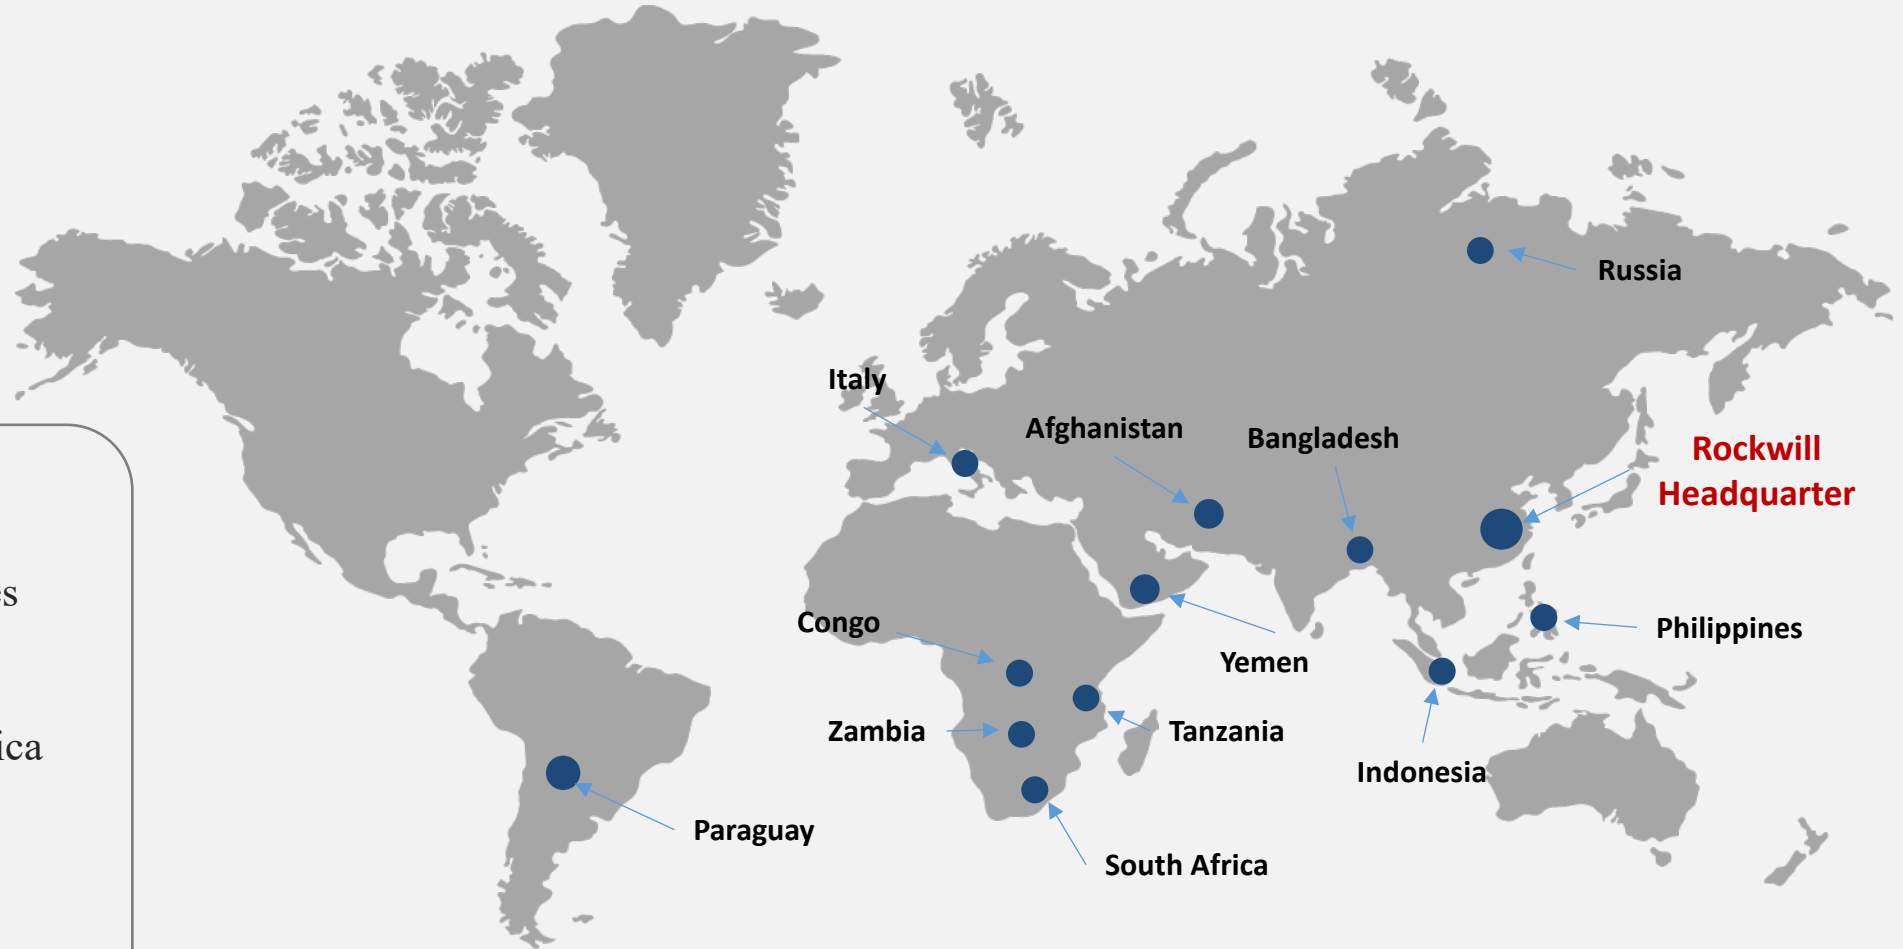 Russia
Italy
Afghanistan
Bangladesh
Rockwill
Headquarter
Congo
Philippines
Yemen
Zambia
Tanzania
Indonesia
Paraguay
South Africa